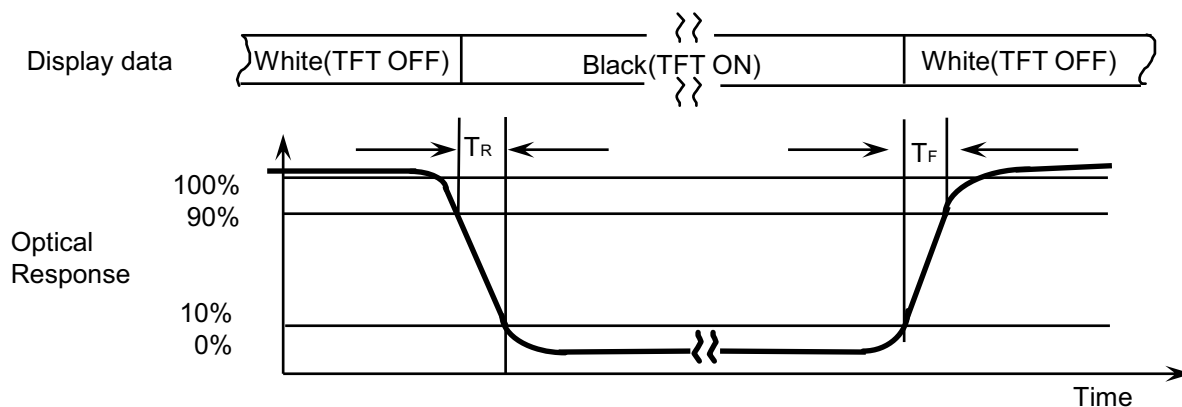 Display data
White(TFT OFF)
Black(TFT ON)
White(TFT OFF)
TR
TF
100%
90%
Optical
Response
10%
0%
Time